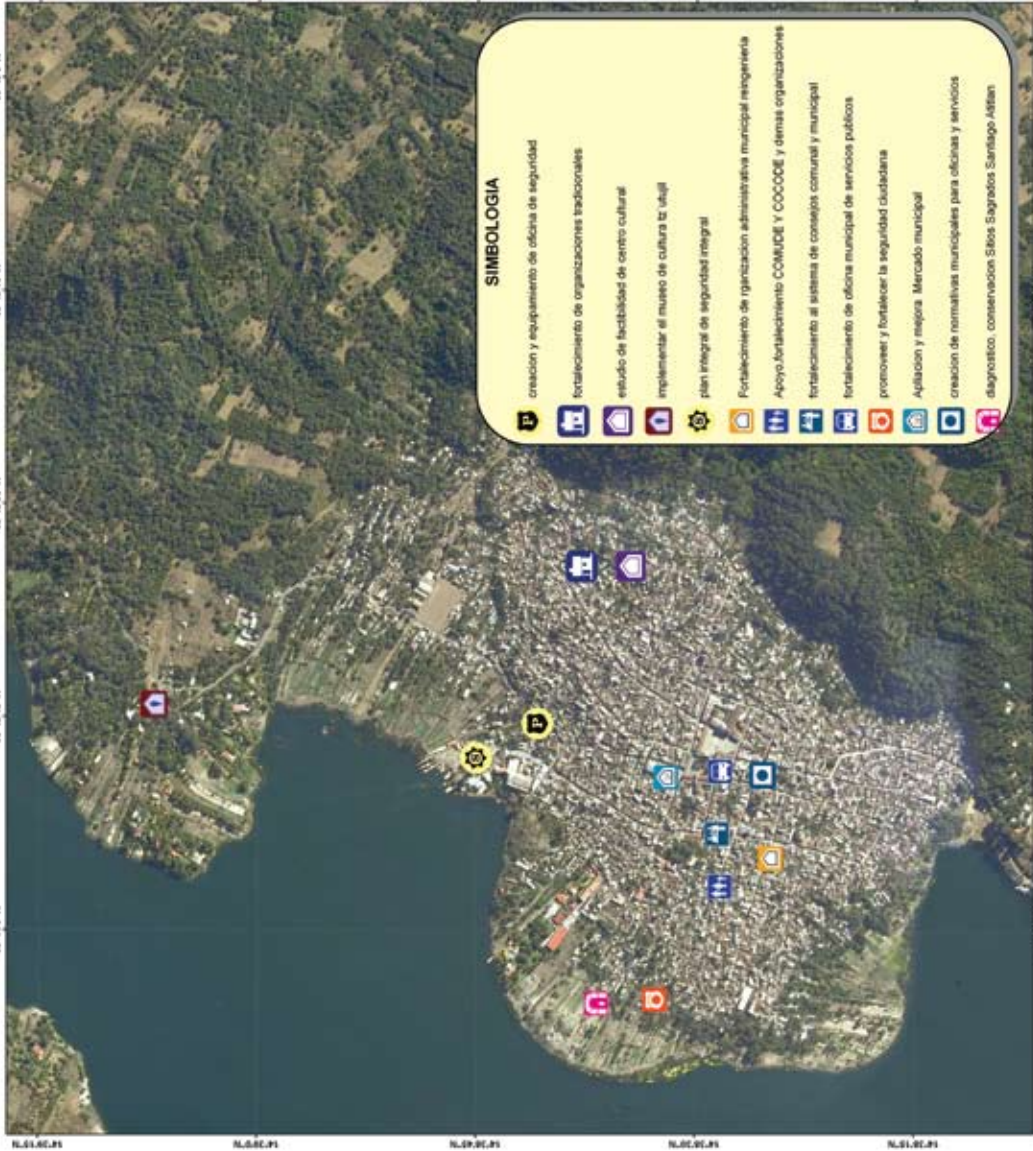 SIMBOLOGIA
creacion y equipamiento de oficina de seguridad
fortalecimiento de organizaciones tradicionales
estudio de factibilidad de centro cultural
implementar el museo de cultura tz utujil
plan integral de seguridad integral
Fortalecimiento de rganizacion administrativa municipal reingenieria
Apoyo,fortalecimiento COMUDE Y COCODE y demas organizaciones
fortalecimiento al sistema de consejos comunal y municipal
fortalecimiento de oficina municipal de servicios publicos
promoveer y fortalecer la seguridad ciudadana
Apliacion y mejora Mercado municipal
creacion de normativas municipales para oficinas y servicios
diagnostico, conservacion Sitios Sagrados Santiago Atitlan